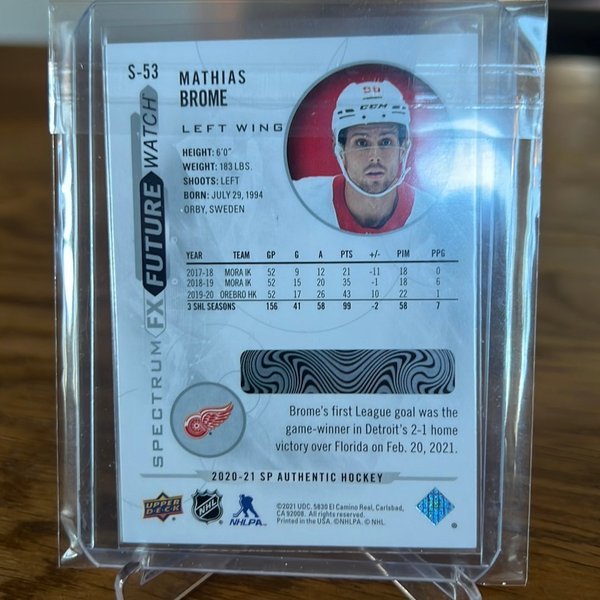 S-53
MATHIAS
BROME
LEFT WING
HEIGHT: 6'0"
WEIGHT: 183 LBS.
SHOOTS: LEFT
BORN: JULY 29, 1994
ORBY, SWEDEN
CCM
SPECTRUM FX FUTURE WATCH
YEAR TEAM GP G A PTS +/- PIM PPG
2017-18 MORA IK 52 9 12 21 -11 18 0
2018-19 MORA IK 52 15 20 35 -1 18 6
2019-20 OREBRO HK 52 17 26 43 10 22 1
3 SHL SEASONS 156 41 58 99 -2 58 7
Brome's first League goal was the
game-winner in Detroit's 2-1 home
victory over Florida on Feb. 20, 2021.
2020-21 SP AUTHENTIC HOCKEY
UPPER
DECK
NHL
NHLPA
©2021 UDC. 5830 El Camino Real, Carlsbad,
CA 92008. All rights reserved.
Printed in the USA. ©NHLPA. © NHL.